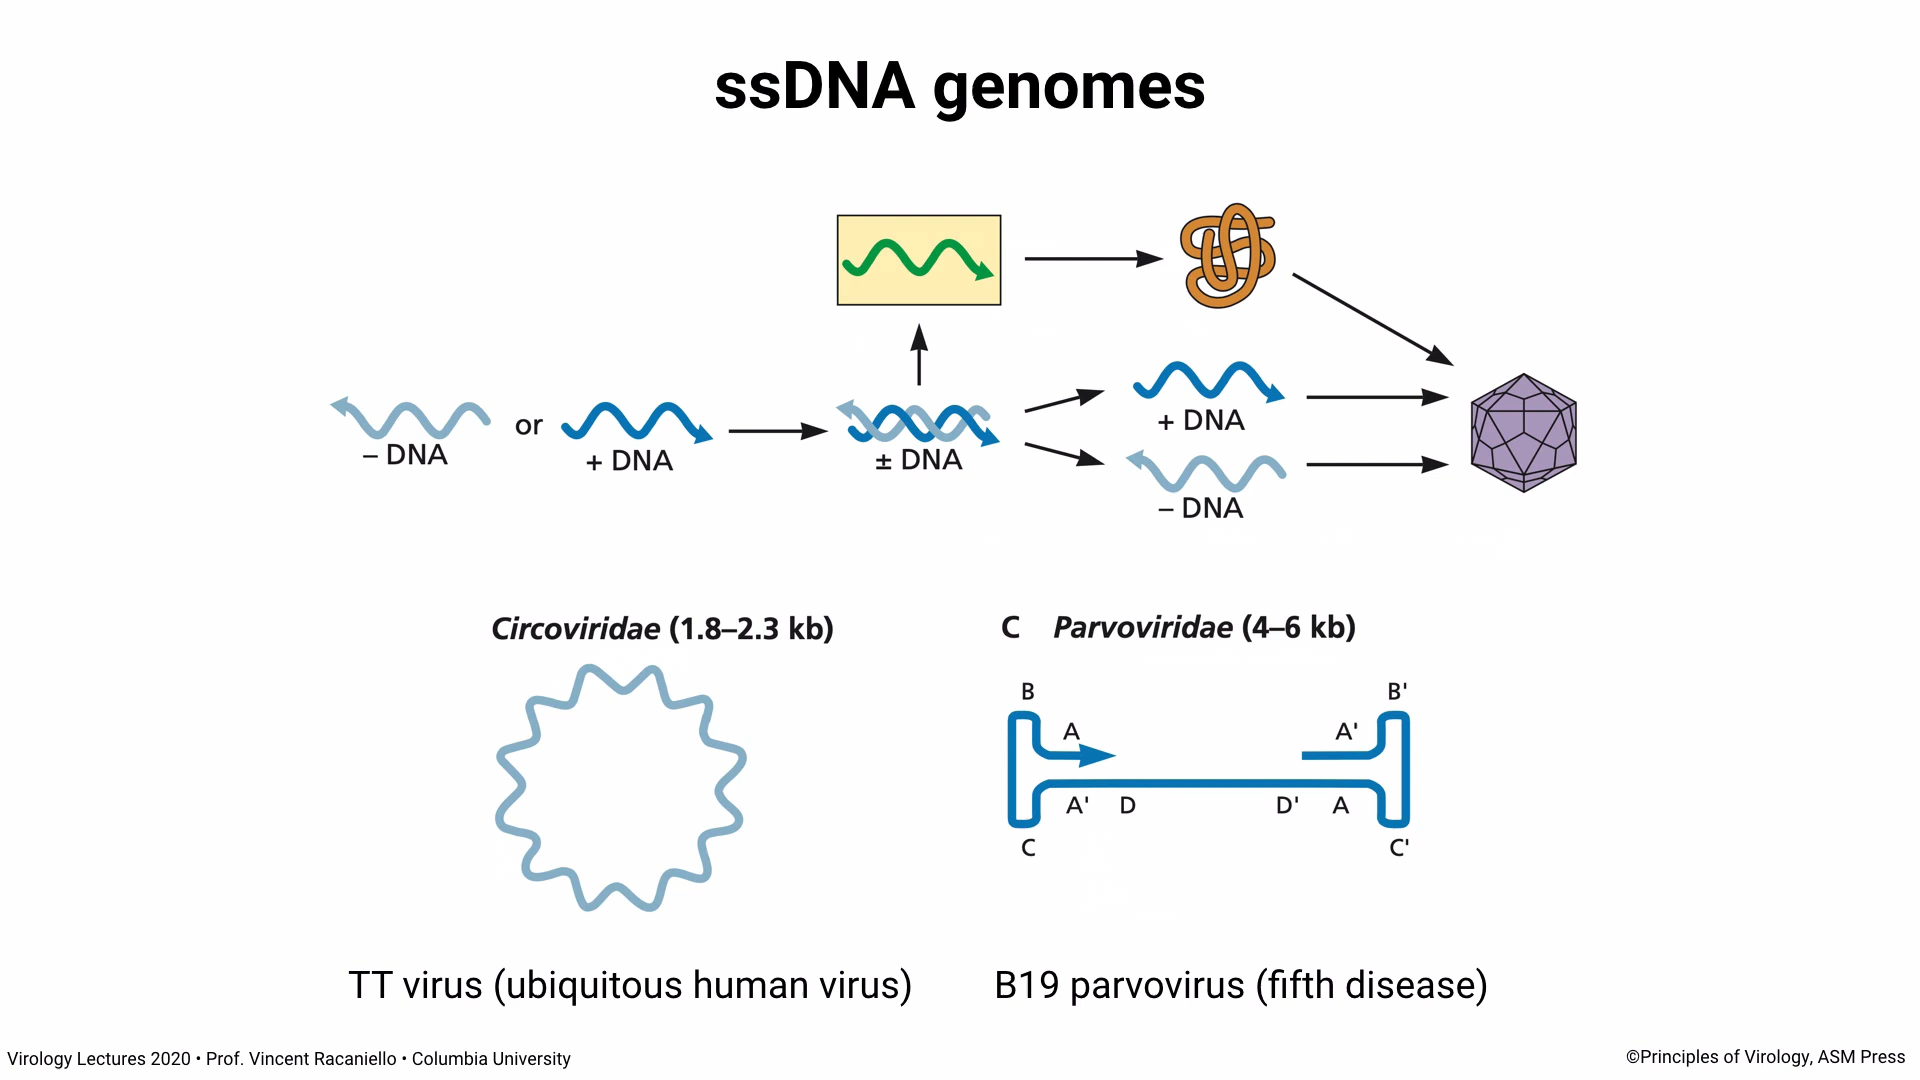 ssDNA genomes
– DNA
or
+ DNA
± DNA
+ DNA
– DNA
Circoviridae (1.8–2.3 kb)
C Parvoviridae (4–6 kb)
B
B'
A
A'
A'
D
D'
A
C
C'
TT virus (ubiquitous human virus)
B19 parvovirus (fifth disease)
Virology Lectures 2020 • Prof. Vincent Racaniello • Columbia University
©Principles of Virology, ASM Press